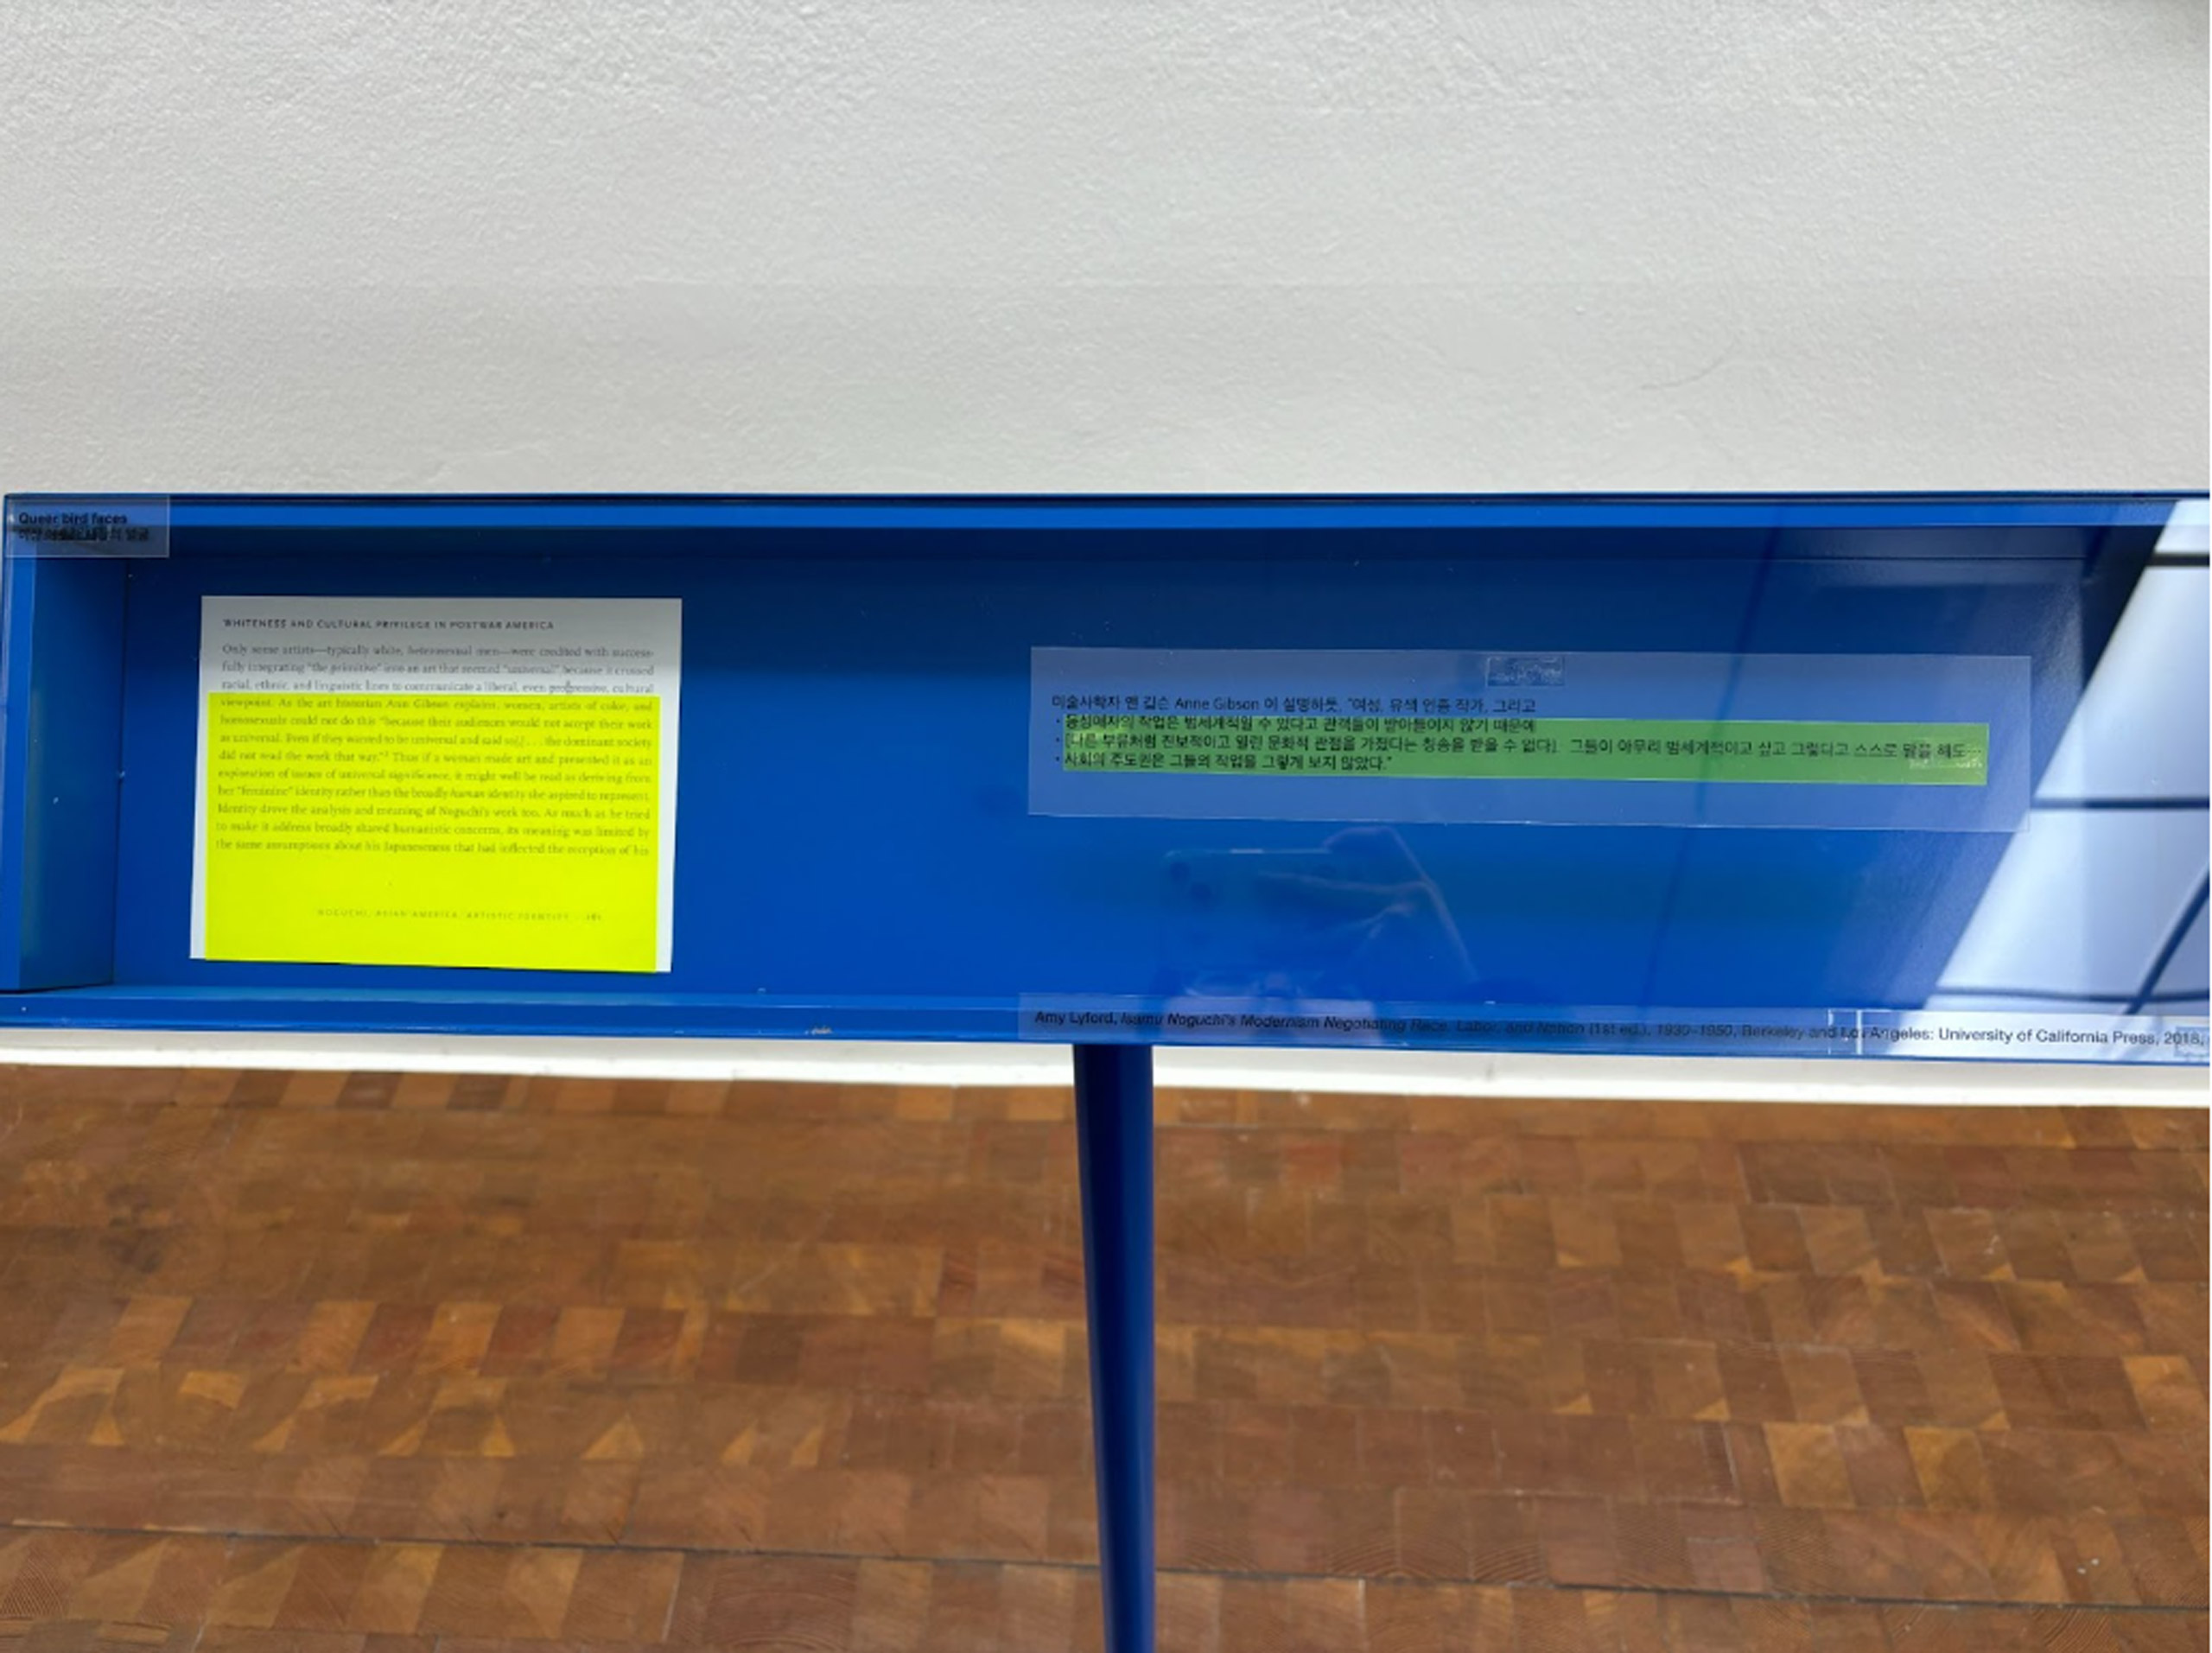 Queer bird faces
얼굴
WHITENESS AND CULTURAL PRIVILEGE IN POSTWAR AMERICA
Only some artists—typically white, heterosexual men—were credited with success-
fully integrating "the primitive" into an art that seemed "universal" because it crossed
racial, ethnic, and linguistic lines to communicate a liberal, even progressive, cultural
viewpoint. As the art historian Ann Gibson explains, women, artists of color, and
homosexuals could not do this "because their audiences would not accept their work
as universal. Even if they wanted to be universal and said so[,] . . . the dominant society
did not read the work that way." Thus if a woman made art and presented it as an
exploration of issues of universal significance, it might well be read as deriving from
her "feminine" identity rather than the broadly human identity she aspired to represent.
Identity drove the analysis and meaning of Noguchi's work too. As much as he tried
to make it address broadly shared humanistic concerns, its meaning was limited by
the same assumptions about his Japaneseness that had inflected the reception of his
NOGUCHI, ASIAN AMERICA, ARTISTIC IDENTITY
미술사학자 앤 깁슨 Anne Gibson 이 설명하듯, "여성, 유색 인종 작가, 그리고
· 동성애자의 작업은 범세계적일 수 있다고 관객들이 받아들이지 않기 때문에
· [다른 부류처럼 진보적이고 열린 문화적 관점을 가졌다는 칭송을 받을 수 없다]. 그들이 아무리 범세계적이고 싶고 그렇다고 스스로 말을 해도…
· 사회의 주도권은 그들의 작업을 그렇게 보지 않았다."
Amy Lyford, Isamu Noguchi's Modernism Negotiating Race, Labor, and Nation (1st ed.), 1930–1950, Berkeley and Los Angeles: University of California Press, 2018,